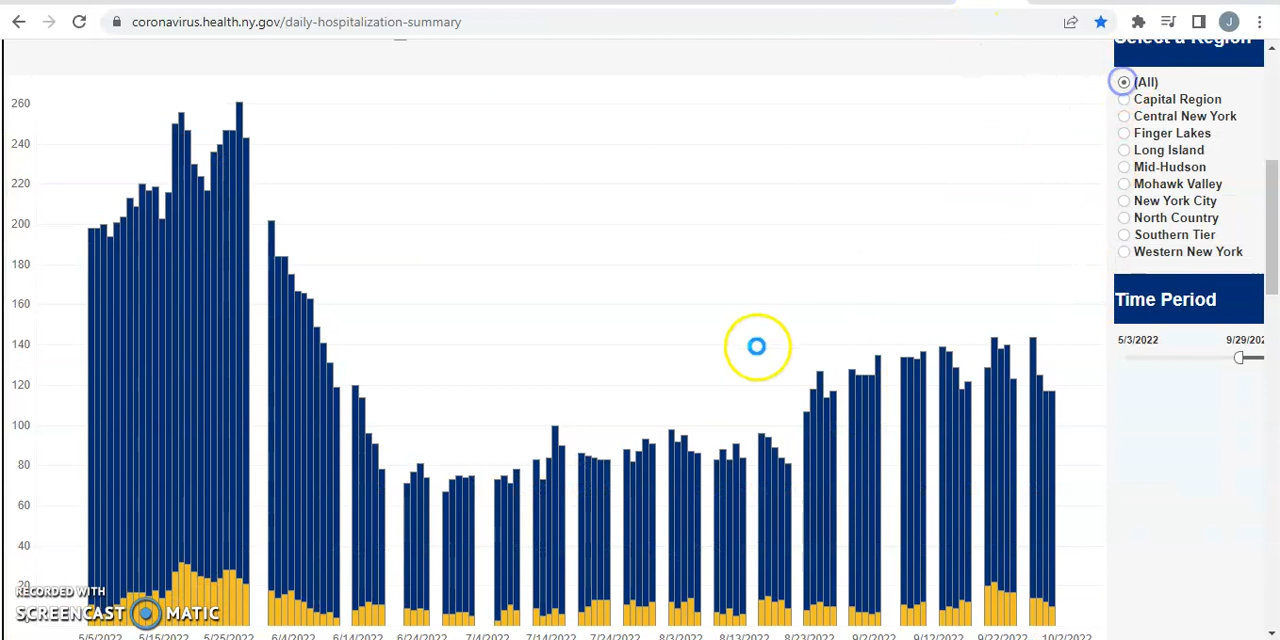 coronavirus.health.ny.gov/daily-hospitalization-summary
J
Select a Region
(All)
Capital Region
Central New York
Finger Lakes
Long Island
Mid-Hudson
Mohawk Valley
New York City
North Country
Southern Tier
Western New York
Time Period
5/3/2022 9/29/202
260
240
220
200
180
160
140
120
100
80
60
40
20
RECORDED WITH
SCREENCAST MATIC
5/5/2022 5/15/2022 5/25/2022 6/4/2022 6/14/2022 6/24/2022 7/4/2022 7/14/2022 7/24/2022 8/3/2022 8/13/2022 8/23/2022 9/2/2022 9/12/2022 9/22/2022 10/2/2022